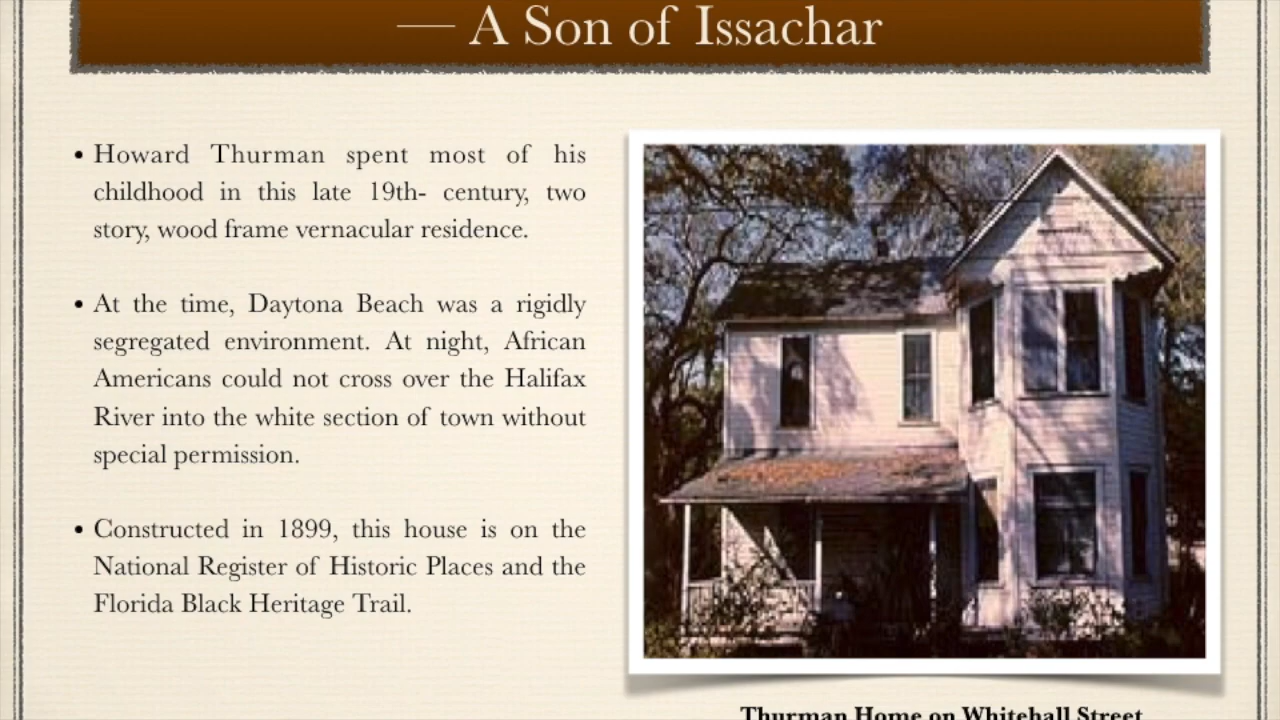 — A Son of Issachar
• Howard Thurman spent most of his
childhood in this late 19th- century, two
story, wood frame vernacular residence.
• At the time, Daytona Beach was a rigidly
segregated environment. At night, African
Americans could not cross over the Halifax
River into the white section of town without
special permission.
• Constructed in 1899, this house is on the
National Register of Historic Places and the
Florida Black Heritage Trail.
Thurman Home on Whitehall Street